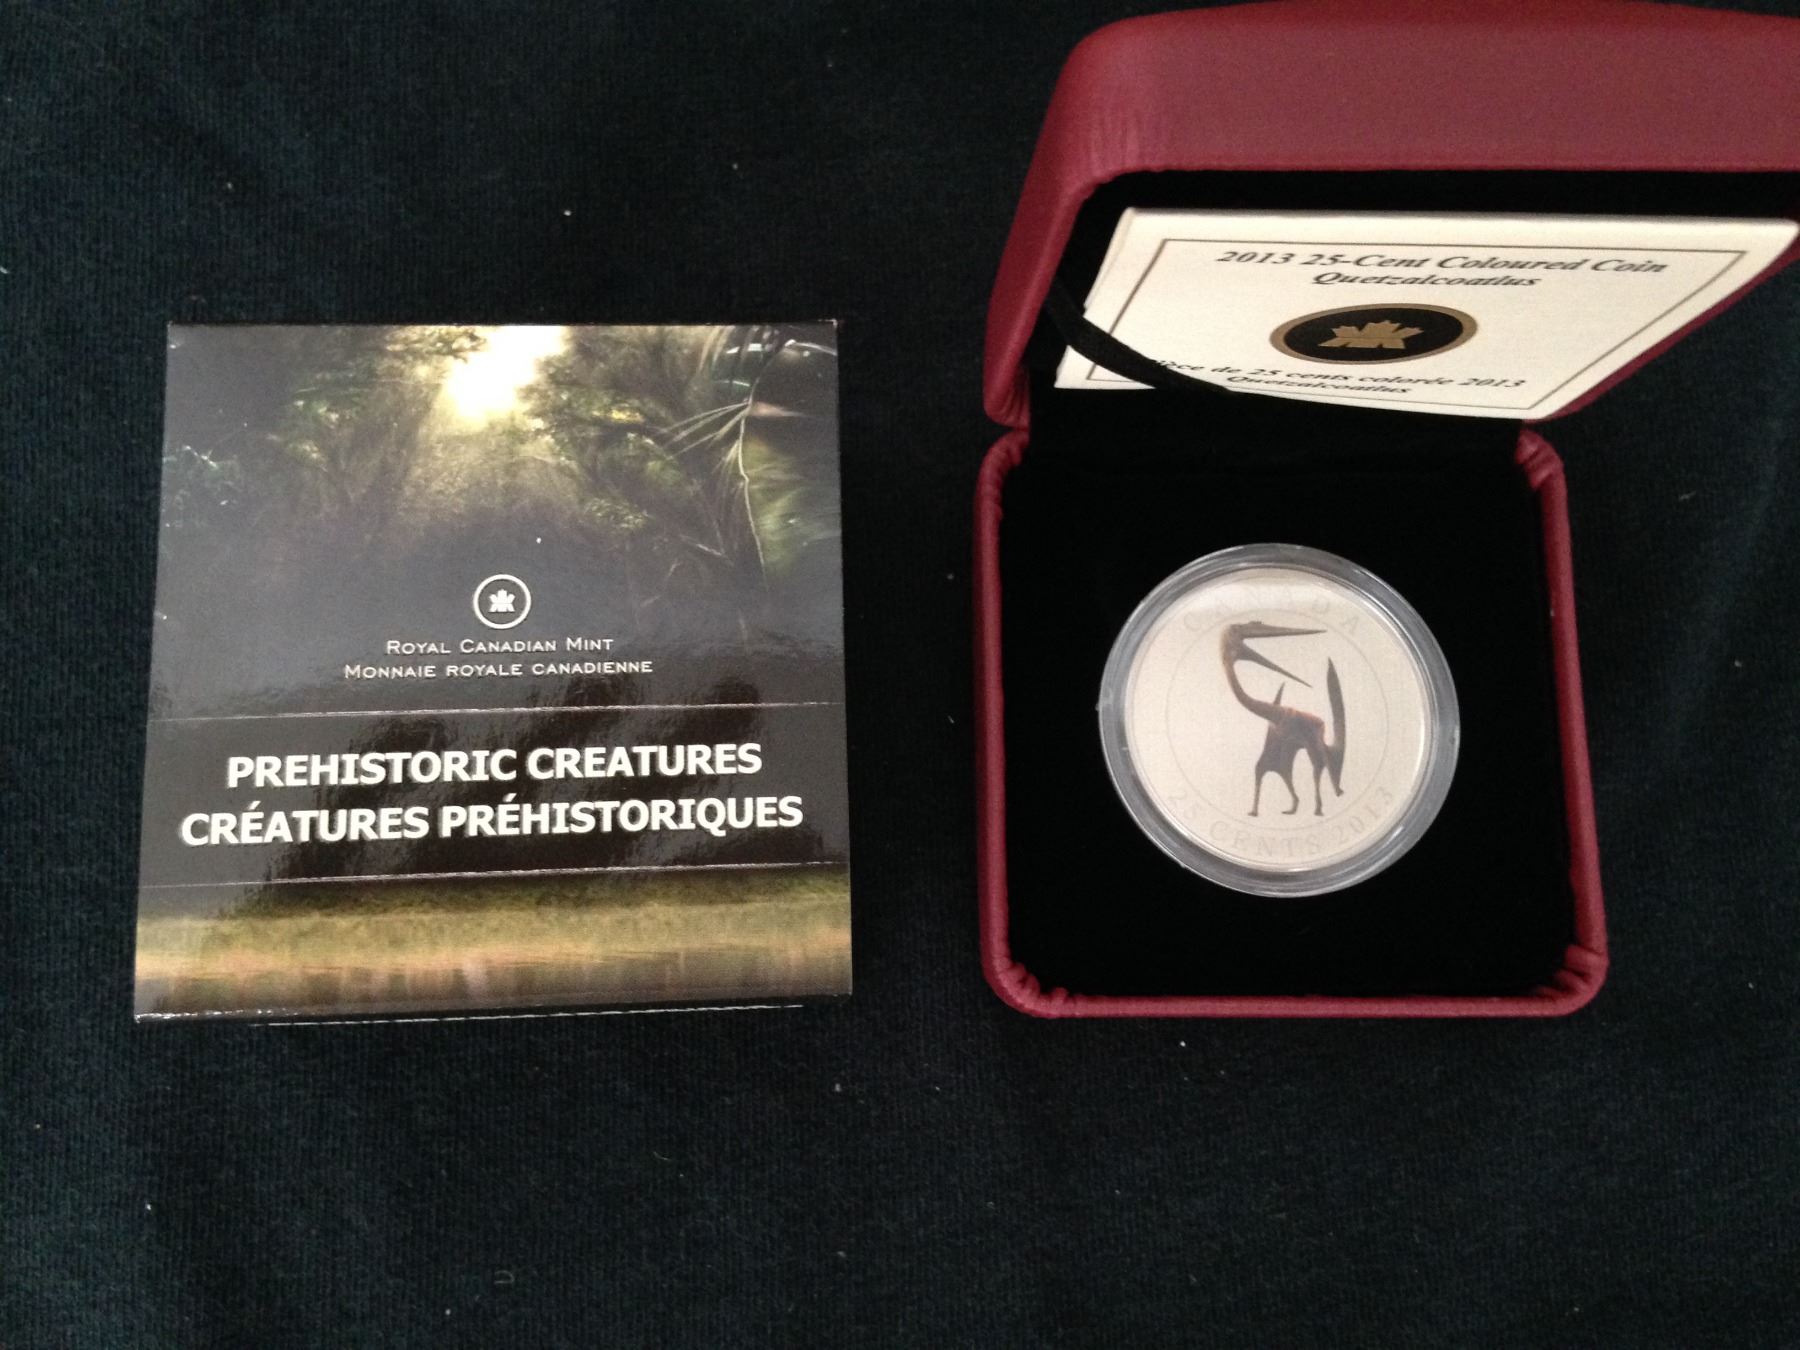 ROYAL CANADIAN MINT
MONNAIE ROYALE CANADIENNE
PREHISTORIC CREATURES
CRÉATURES PRÉHISTORIQUES
2013 25-Cent Coloured Coin
Quetzalcoatlus
de 25 cents colorée 2013
Quetzalcoatlus
CANADA
25 CENTS 2013